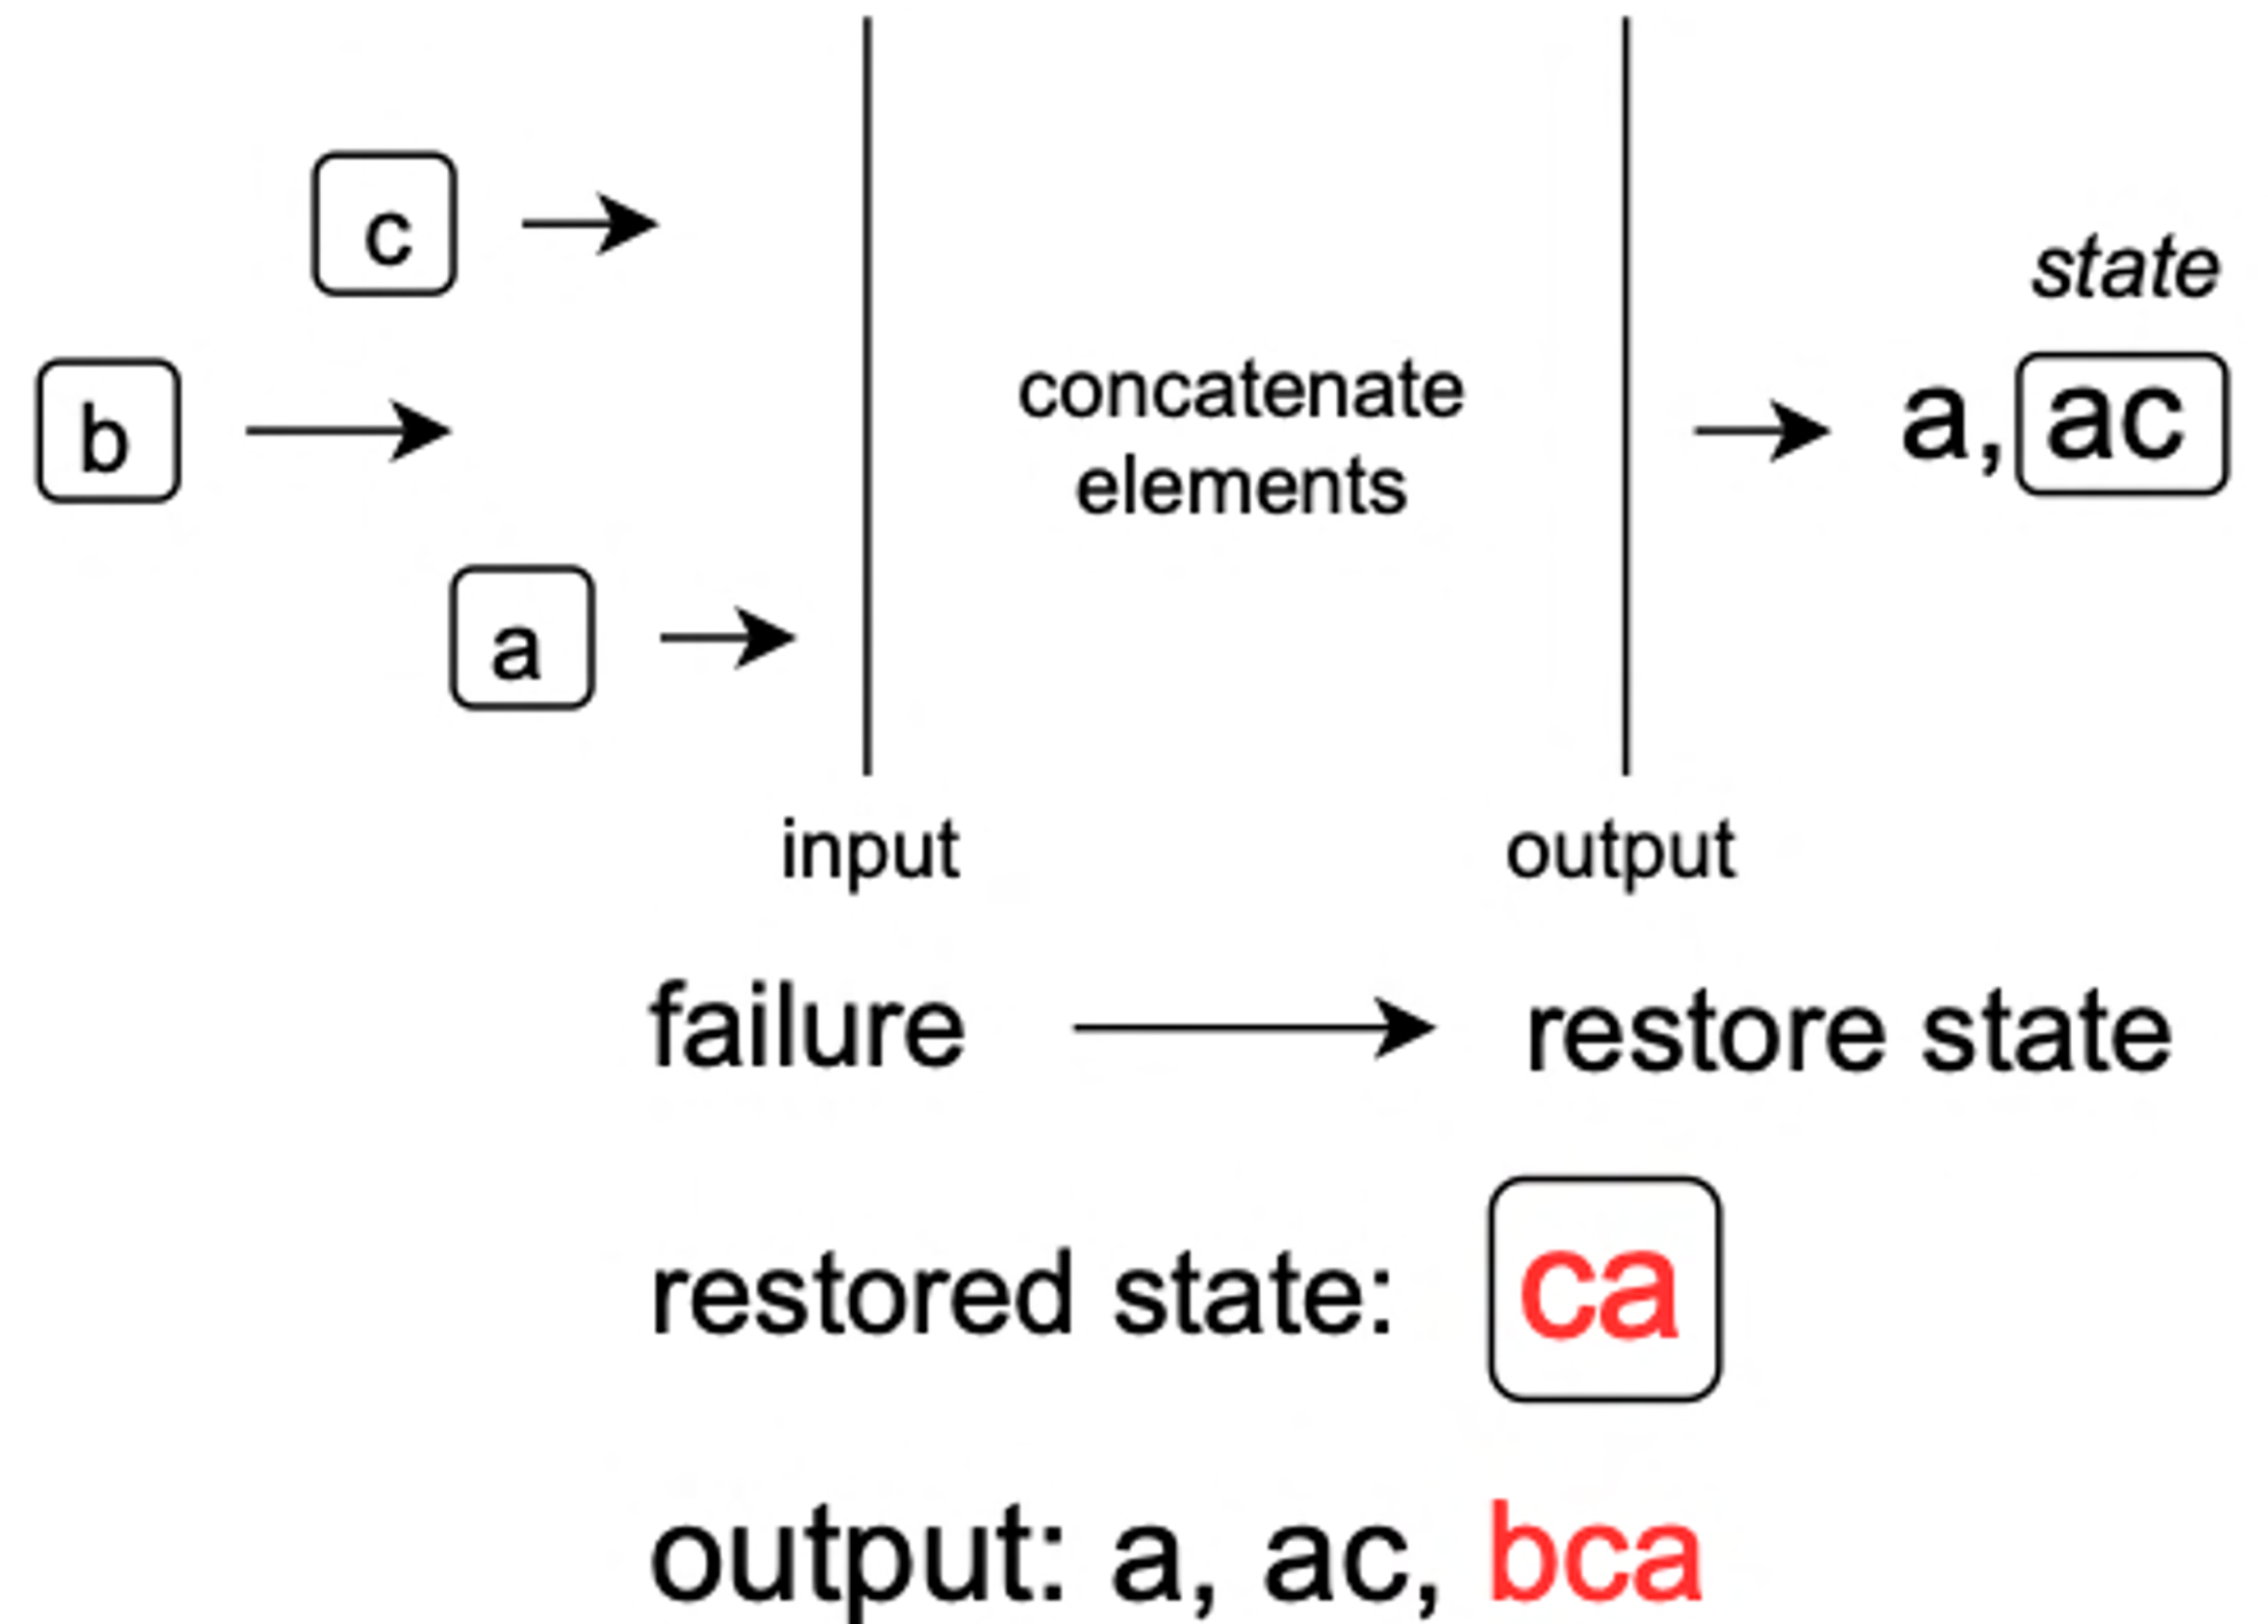 c
state
b
concatenate
elements
a, ac
a
input
output
failure
restore state
restored state: ca
output: a, ac, bca